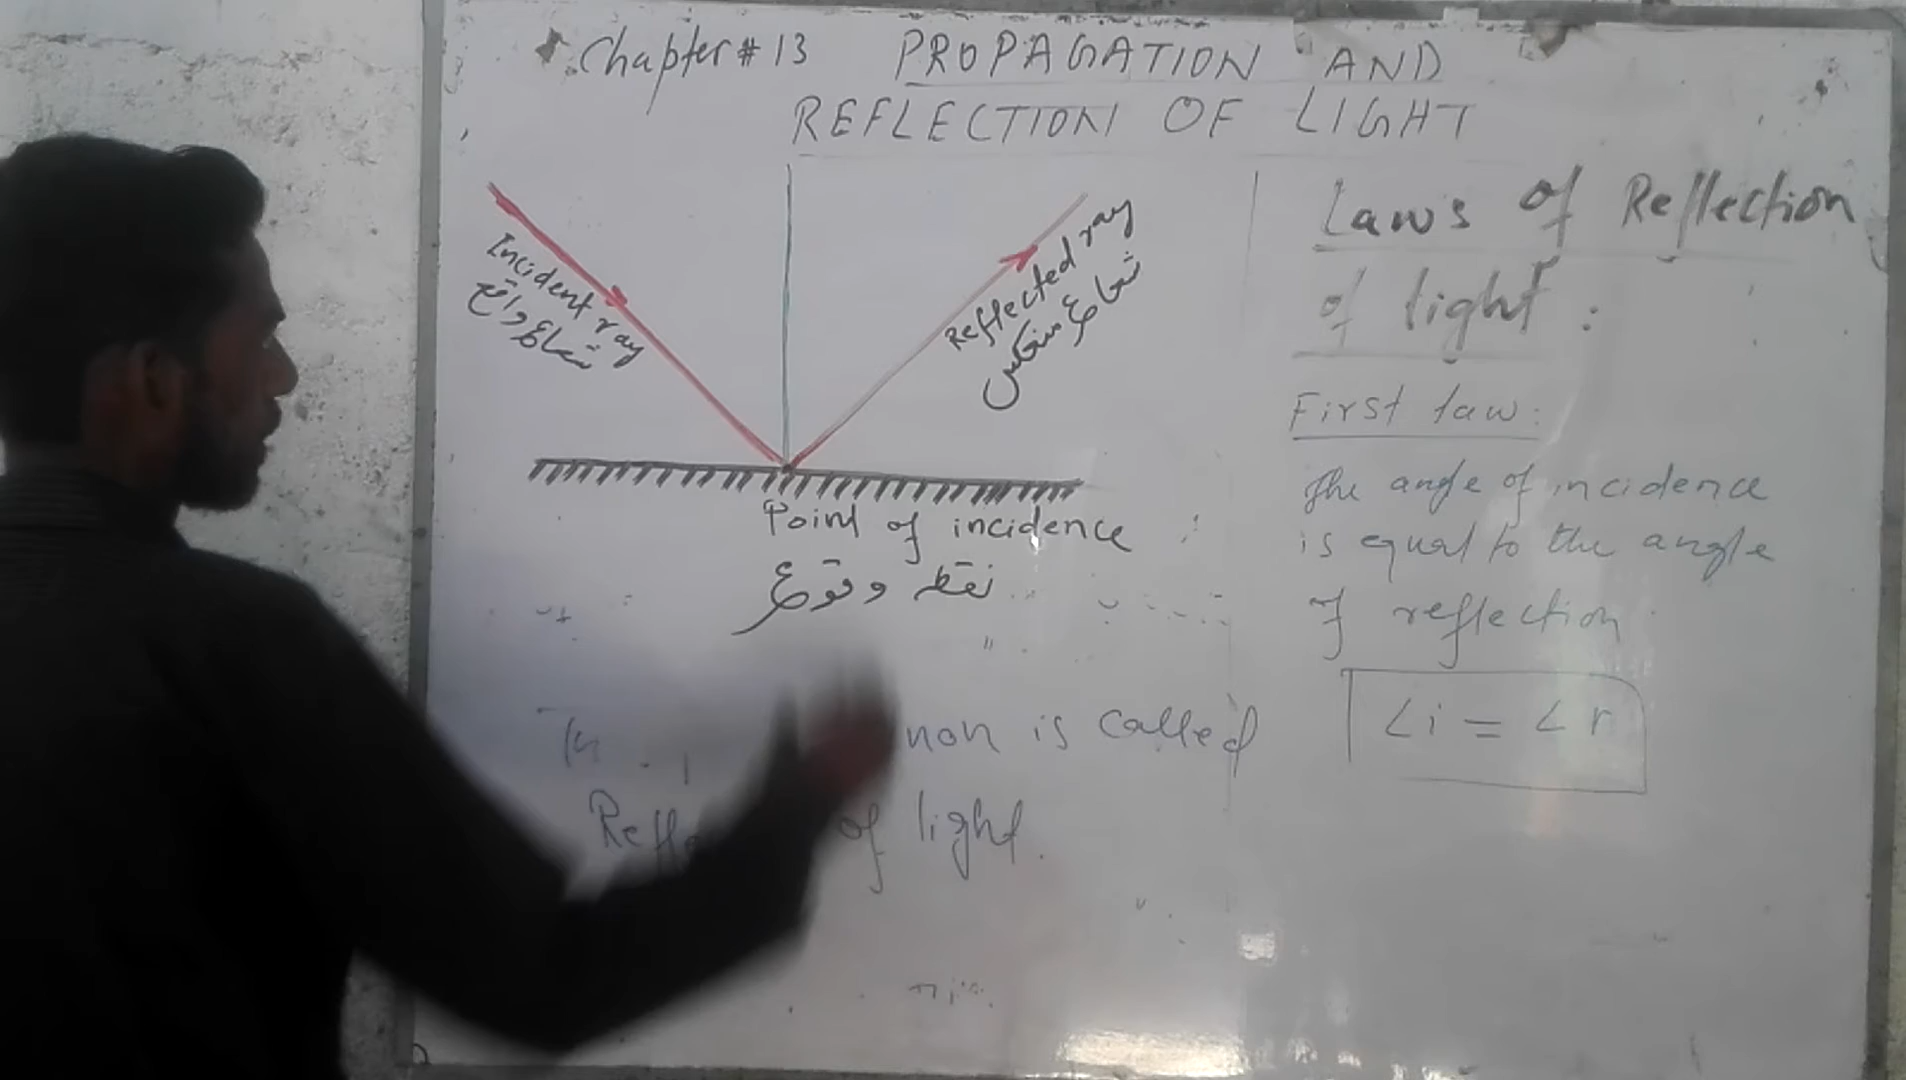 Chapter # 13 PROPAGATION AND
REFLECTION OF LIGHT
Incident ray
شعاع واقع
Reflected ray
شعاع منعکس
Point of incidence
نقطہ وقوع
non is called
of light.
Laws of Reflection
of light :
First law:
The angle of incidence
is equal to the angle
of reflection
∠i = ∠r